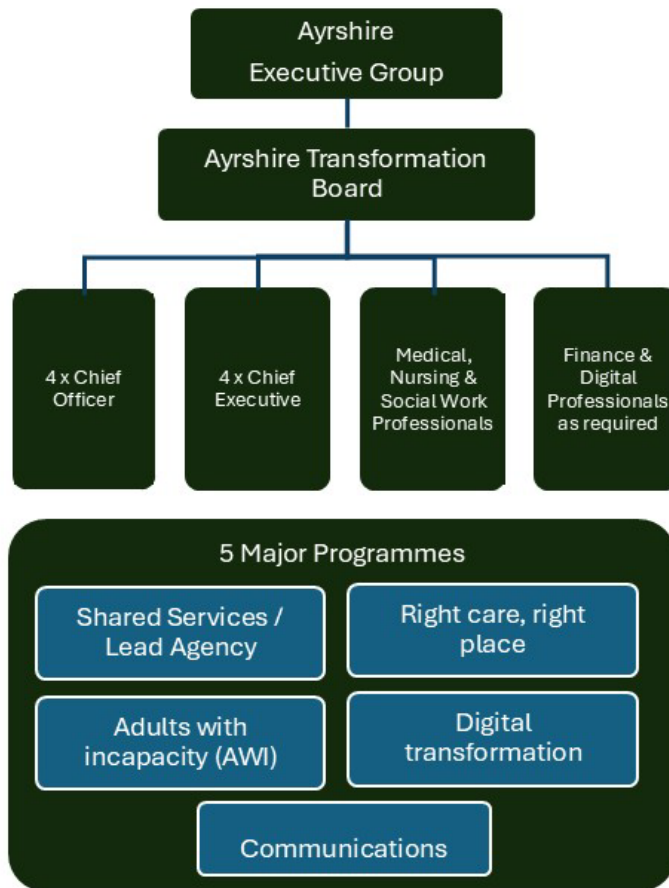 Ayrshire
Executive Group
Ayrshire Transformation
Board
4 x Chief
Officer
4 x Chief
Executive
Medical,
Nursing &
Social Work
Professionals
Finance &
Digital
Professionals
as required
5 Major Programmes
Shared Services /
Lead Agency
Right care, right
place
Adults with
incapacity (AWI)
Digital
transformation
Communications